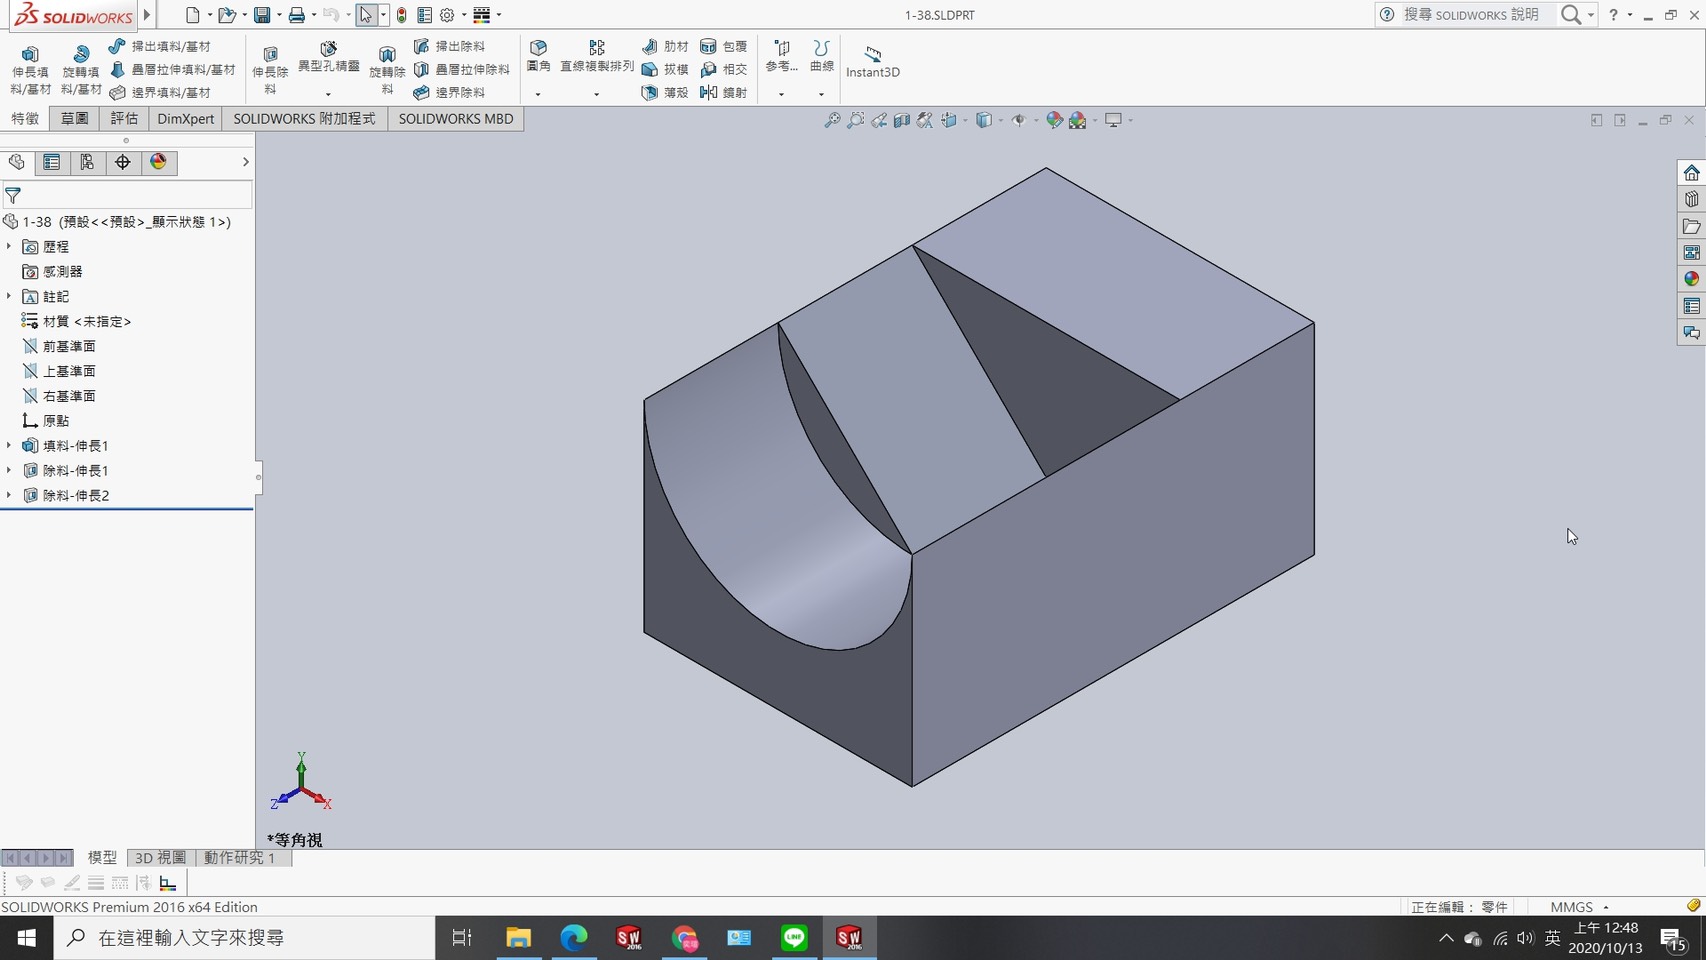 SOLIDWORKS
1-38.SLDPRT
搜尋 SOLIDWORKS 說明
伸長填料/基材
旋轉填料/基材
掃出填料/基材
疊層拉伸填料/基材
邊界填料/基材
伸長除料
異型孔精靈
旋轉除料
掃出除料
疊層拉伸除料
邊界除料
圓角
直線複製排列
肋材
拔模
薄殼
包覆
相交
鏡射
參考...
曲線
Instant3D
特徵 草圖 評估 DimXpert SOLIDWORKS 附加程式 SOLIDWORKS MBD
1-38 (預設<<預設>_顯示狀態 1>)
歷程
感測器
註記
材質 <未指定>
前基準面
上基準面
右基準面
原點
填料-伸長1
除料-伸長1
除料-伸長2
Y
Z X
*等角視
模型 3D 視圖 動作研究 1
SOLIDWORKS Premium 2016 x64 Edition
正在編輯： 零件
MMGS
在這裡輸入文字來搜尋
SW
2016
LINE
SW
2016
英
上午 12:48
2020/10/13
15